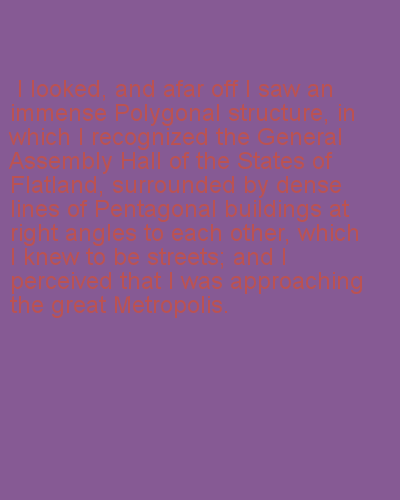 I looked, and afar off I saw an
immense Polygonal structure, in
which I recognized the General
Assembly Hall of the States of
Flatland, surrounded by dense
lines of Pentagonal buildings at
right angles to each other, which
I knew to be streets; and I
perceived that I was approaching
the great Metropolis.